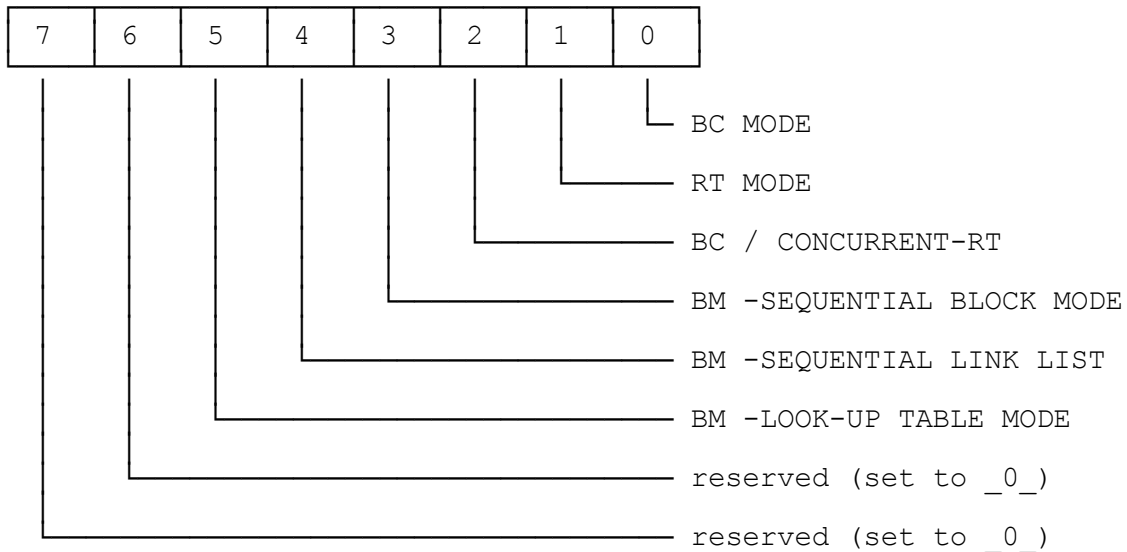 7 6 5 4 3 2 1 0
BC MODE
RT MODE
BC / CONCURRENT-RT
BM -SEQUENTIAL BLOCK MODE
BM -SEQUENTIAL LINK LIST
BM -LOOK-UP TABLE MODE
reserved (set to _0_)
reserved (set to _0_)